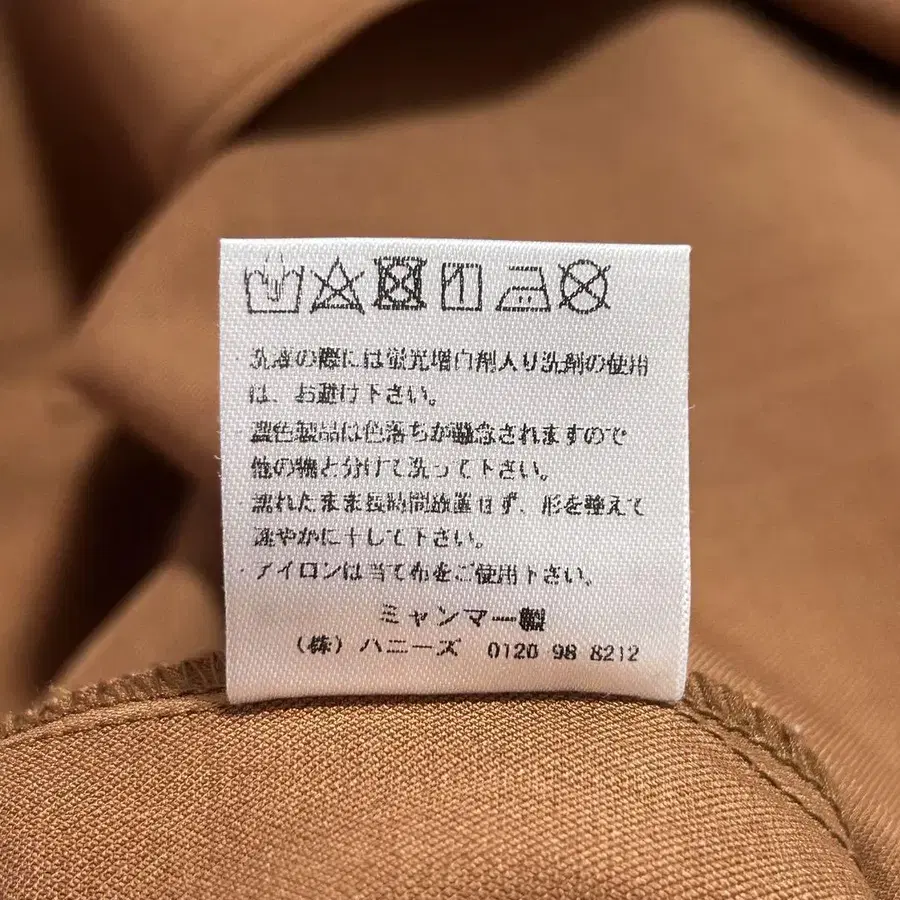 ・洗濯の際には蛍光増白剤入り洗剤の使用
は、お避け下さい。
・濃色製品は色落ちが懸念されますので
他の物と分けて洗って下さい。
・濡れたまま長時間放置せず、形を整えて
速やかに干して下さい。
・アイロンは当て布をご使用下さい。
ミャンマー製
(株) ハニーズ 0120 98 8212